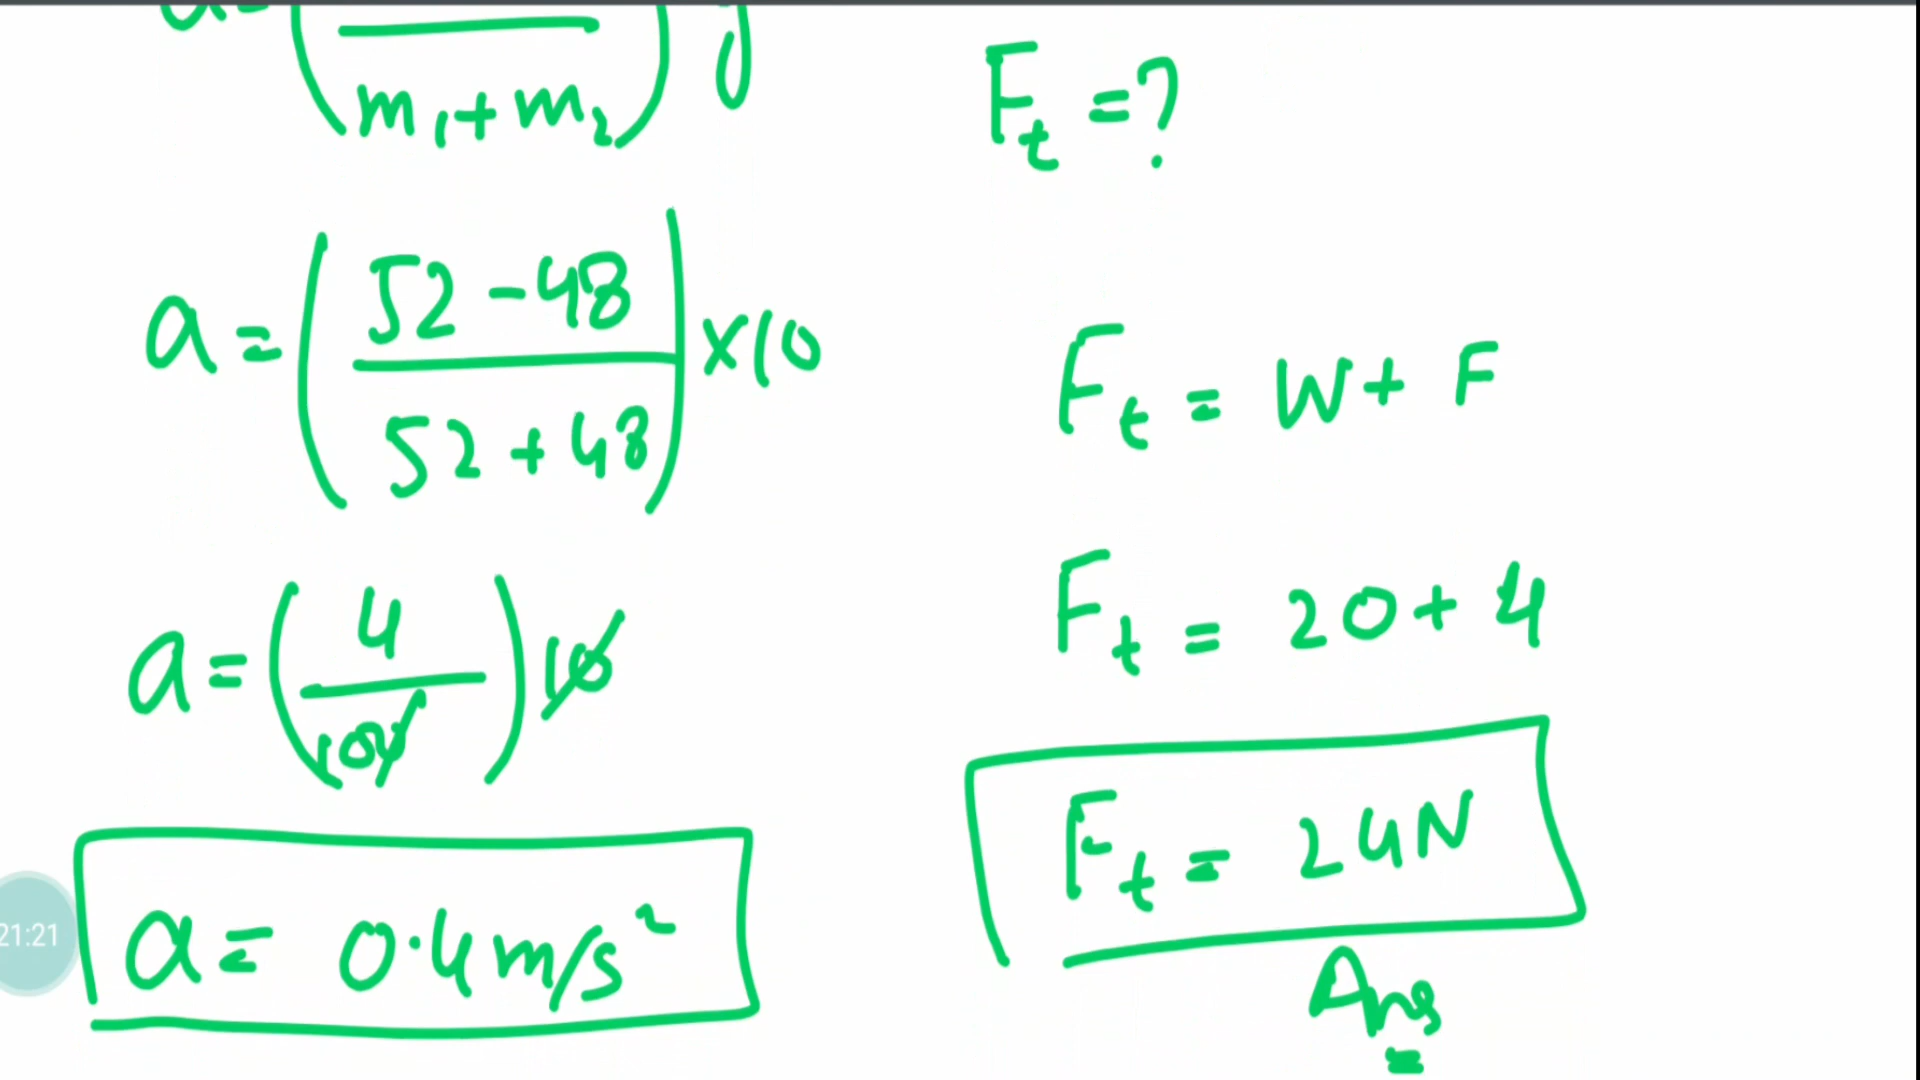 a = ( / m₁+m₂ ) g
a = ( 52 - 48 / 52 + 48 ) x 10
a = ( 4 / 100 ) 10
a = 0.4 m/s²
21:21
Fₜ = ?
Fₜ = W + F
Fₜ = 20 + 4
Fₜ = 24N
Ans